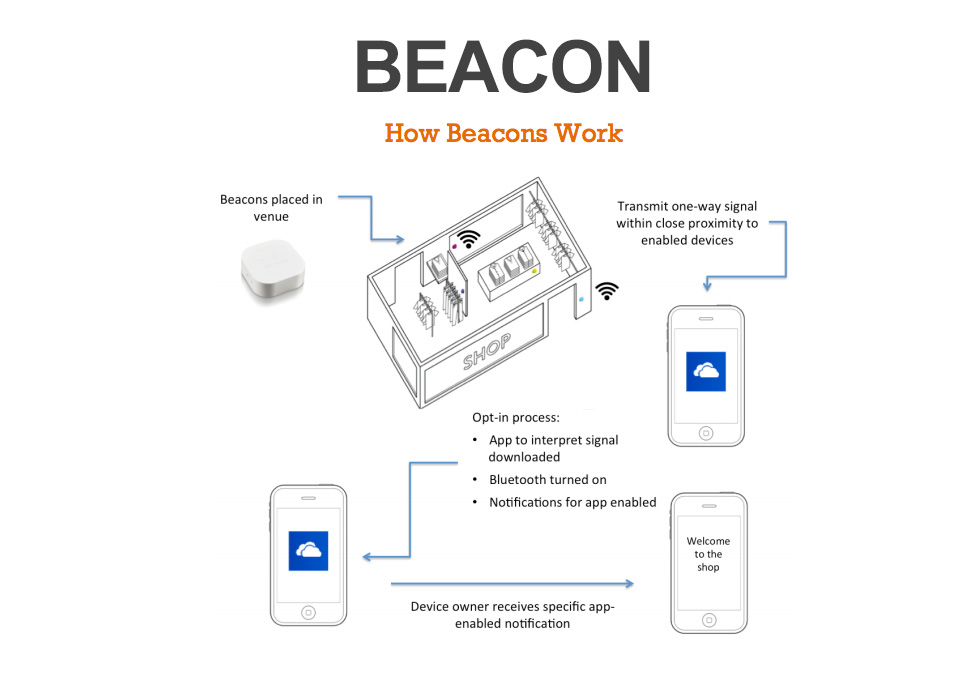 BEACON
How Beacons Work
Beacons placed in
venue
Transmit one-way signal
within close proximity to
enabled devices
SHOP
Opt-in process:
• App to interpret signal
downloaded
• Bluetooth turned on
• Notifications for app enabled
Welcome
to the
shop
Device owner receives specific app-
enabled notification